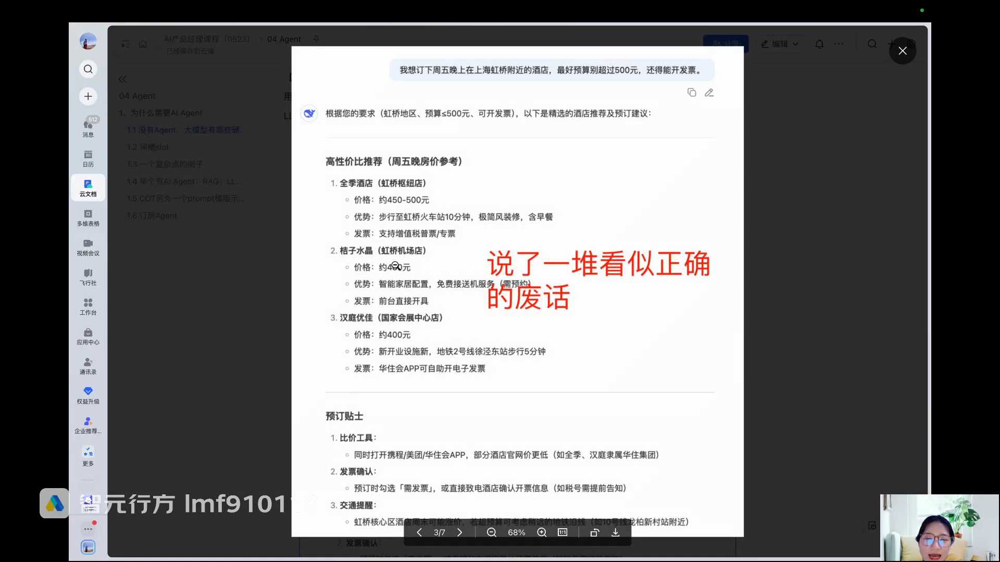 AI产品经理课程（0523）
04 Agent
已经保存到云端
分享
编辑
512
消息
日历
云文档
多维表格
视频会议
飞行社
工作台
应用中心
通讯录
权益升级
企业推荐...
更多
04 Agent
1、为什么需要AI Agent
1.1 没有Agent，大模型有哪些硬.
1.2 词槽slot
1.3 一个复杂点的例子
1.4 举个有AI Agent：RAG，LL...
1.5 COT另外一个prompt模版示...
1.6 订房Agent
我想订下周五晚上在上海虹桥附近的酒店，最好预算别超过500元，还得能开发票。
根据您的要求（虹桥地区、预算≤500元、可开发票），以下是精选的酒店推荐及预订建议：
高性价比推荐（周五晚房价参考）
1. 全季酒店（虹桥枢纽店）
价格：约450-500元
优势：步行至虹桥火车站10分钟，极简风装修，含早餐
发票：支持增值税普票/专票
2. 桔子水晶（虹桥机场店）
价格：约4 0元
优势：智能家居配置，免费接送机服务（需预约）
发票：前台直接开具
说了一堆看似正确
的废话
3. 汉庭优佳（国家会展中心店）
价格：约400元
优势：新开业设施新，地铁2号线徐泾东站步行5分钟
发票：华住会APP可自助开电子发票
预订贴士
1. 比价工具：
同时打开携程/美团/华住会APP，部分酒店官网价更低（如全季、汉庭隶属华住集团）
2. 发票确认：
预订时勾选「需发票」，或直接致电酒店确认开票信息（如税号需提前告知）
3. 交通提醒：
虹桥核心区酒店周末可能涨价，若超预算可考虑稍远的地铁沿线（如10号线龙柏新村站附近）
3/7
68%
1:1
2. 发票确认：
智元行方 lmf9101